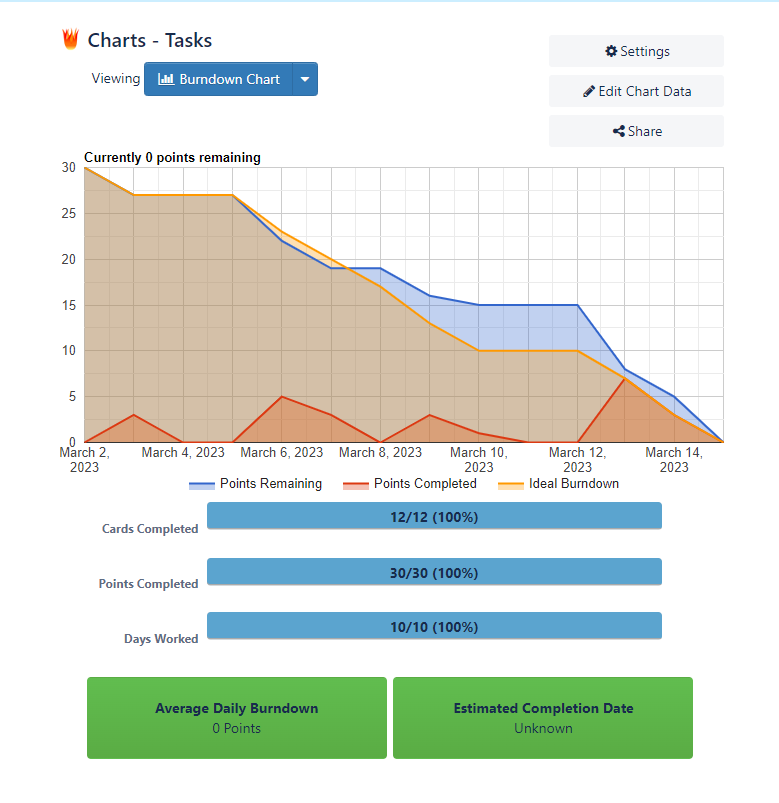 Charts - Tasks
Settings
Viewing Burndown Chart
Edit Chart Data
Share
Currently 0 points remaining
30
25
20
15
10
5
0
March 2, 2023
March 4, 2023
March 6, 2023
March 8, 2023
March 10, 2023
March 12, 2023
March 14, 2023
Points Remaining Points Completed Ideal Burndown
12/12 (100%)
Cards Completed
30/30 (100%)
Points Completed
10/10 (100%)
Days Worked
Average Daily Burndown
0 Points
Estimated Completion Date
Unknown